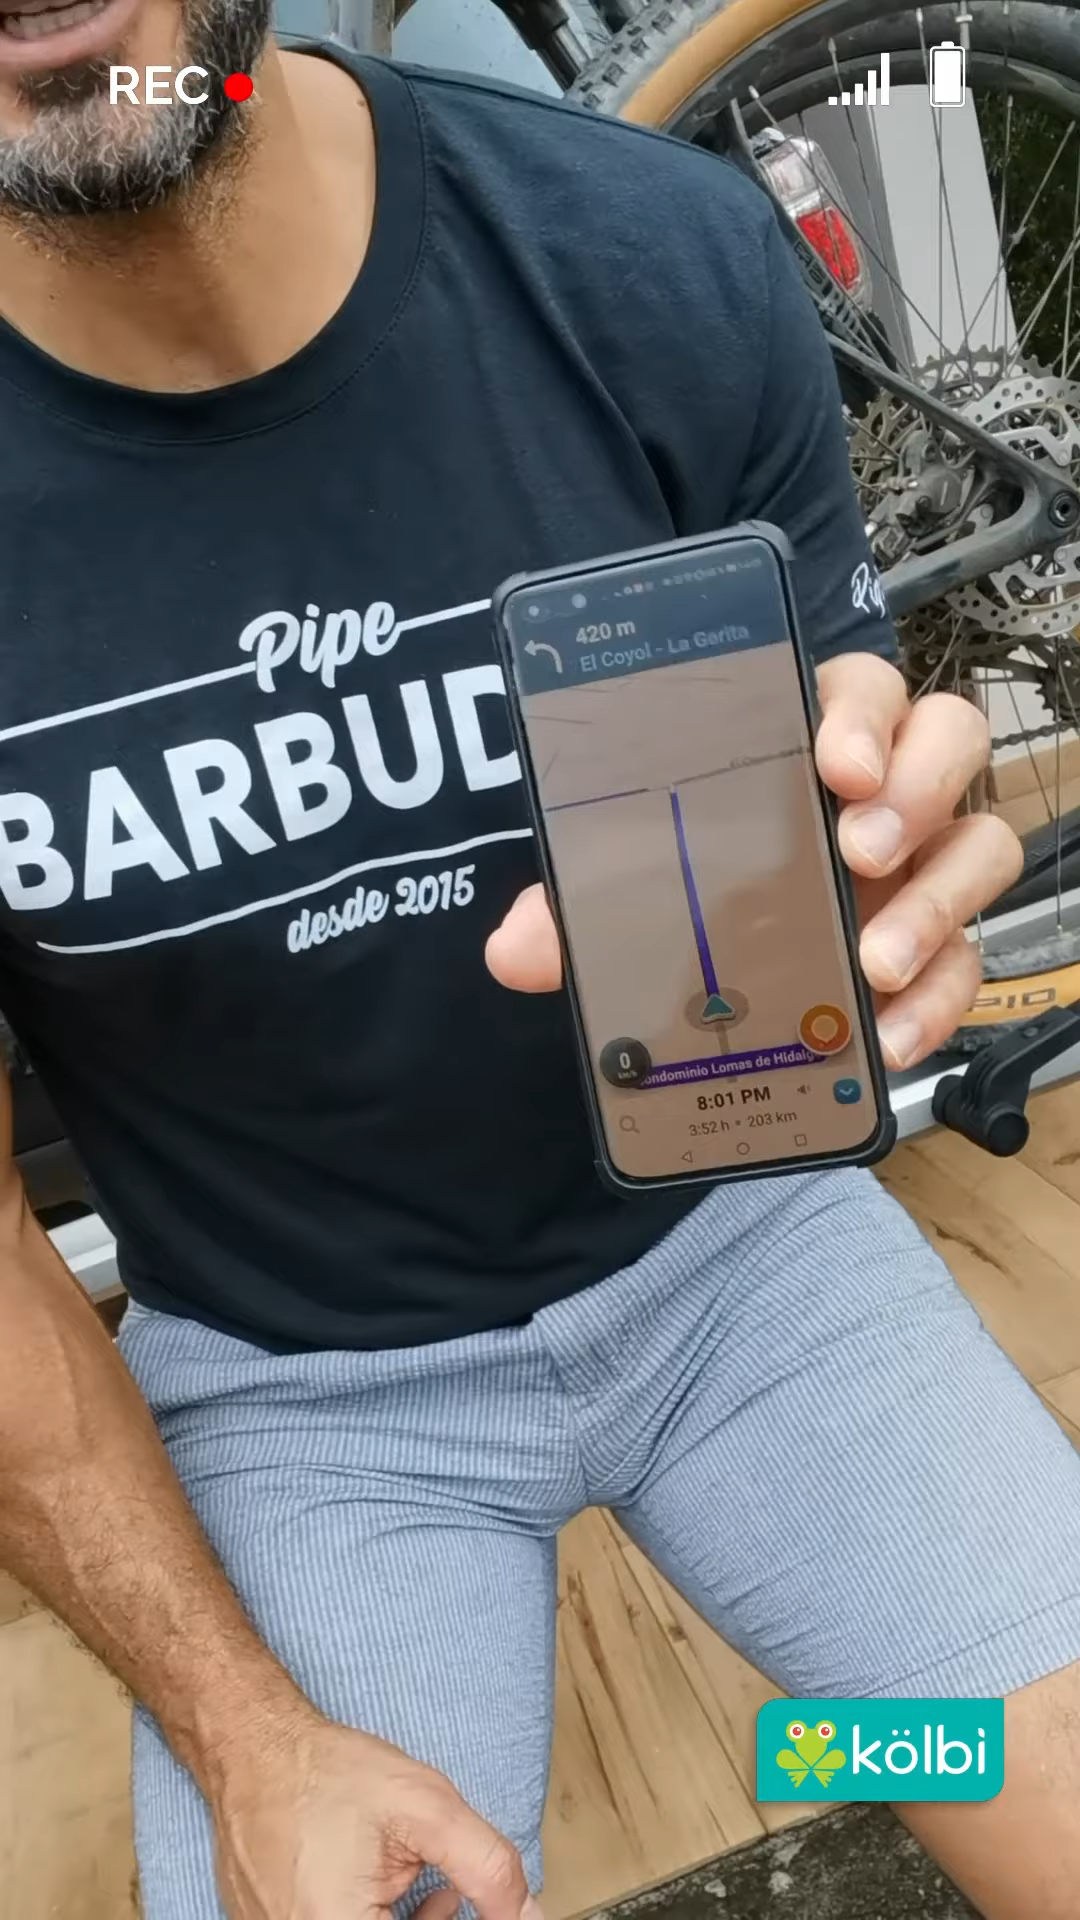 REC
Pipe
BARBUD
desde 2015
420 m
El Coyol - La Garita
0
km/h
ondominio Lomas de Hidalg
8:01 PM
3:52 h • 203 km
kölbi